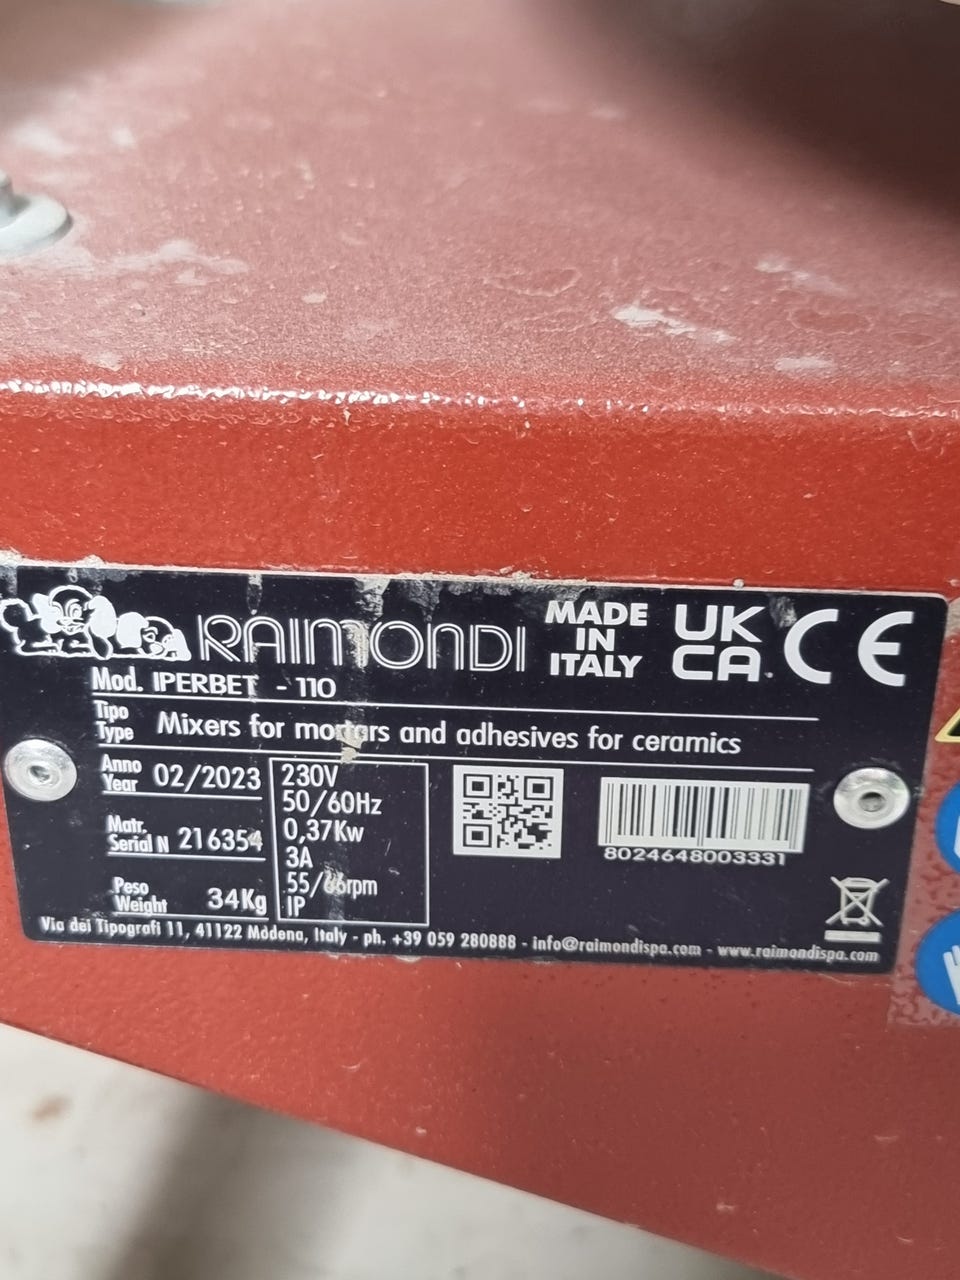 RAIMONDI
MADE
IN
ITALY
UK
CA
CE
Mod. IPERBET - 110
Tipo
Type
Mixers for mortars and adhesives for ceramics
Anno
Year
02/2023
Matr.
Serial N
216354
Peso
Weight
34Kg
230V
50/60Hz
0,37Kw
3A
55/66rpm
IP
8024648003331
Via dei Tipografi 11, 41122 Modena, Italy - ph. +39 059 280888 - info@raimondispa.com - www.raimondispa.com